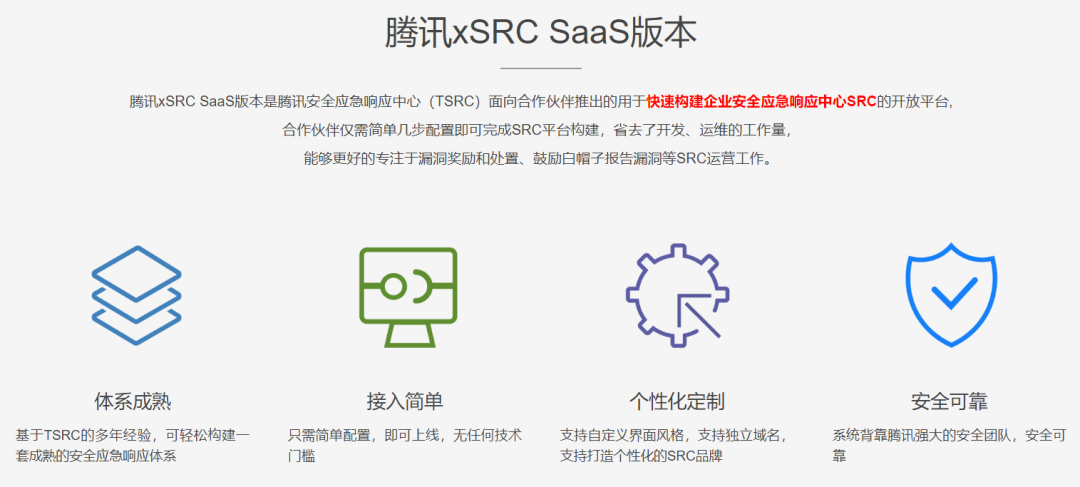 腾讯xSRC SaaS版本
腾讯xSRC SaaS版本是腾讯安全应急响应中心（TSRC）面向合作伙伴推出的用于快速构建企业安全应急响应中心SRC的开放平台,
合作伙伴仅需简单几步配置即可完成SRC平台构建，省去了开发、运维的工作量，
能够更好的专注于漏洞奖励和处置、鼓励白帽子报告漏洞等SRC运营工作。
体系成熟
基于TSRC的多年经验，可轻松构建一
套成熟的安全应急响应体系
接入简单
只需简单配置，即可上线，无任何技术
门槛
个性化定制
支持自定义界面风格，支持独立域名，
支持打造个性化的SRC品牌
安全可靠
系统背靠腾讯强大的安全团队，安全可
靠